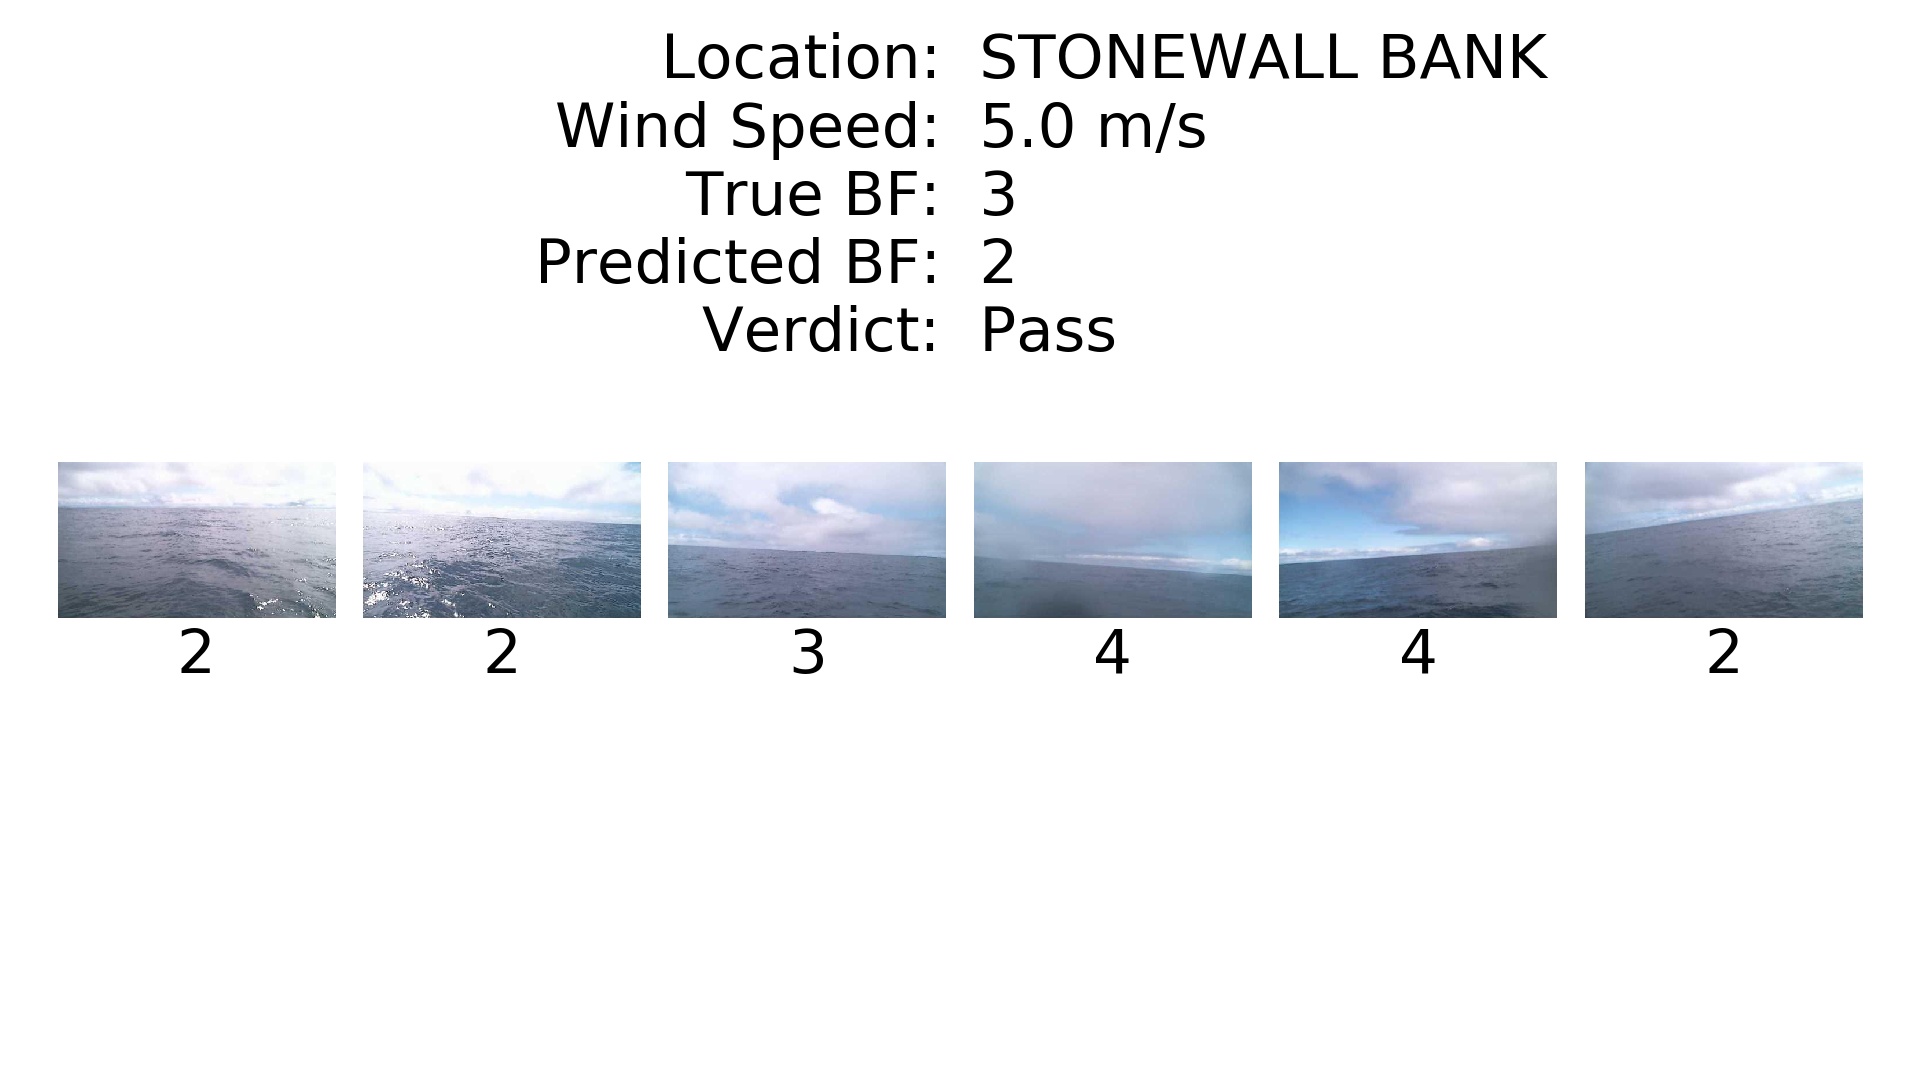 Location: STONEWALL BANK
Wind Speed: 5.0 m/s
True BF: 3
Predicted BF: 2
Verdict: Pass
2 2 3 4 4 2